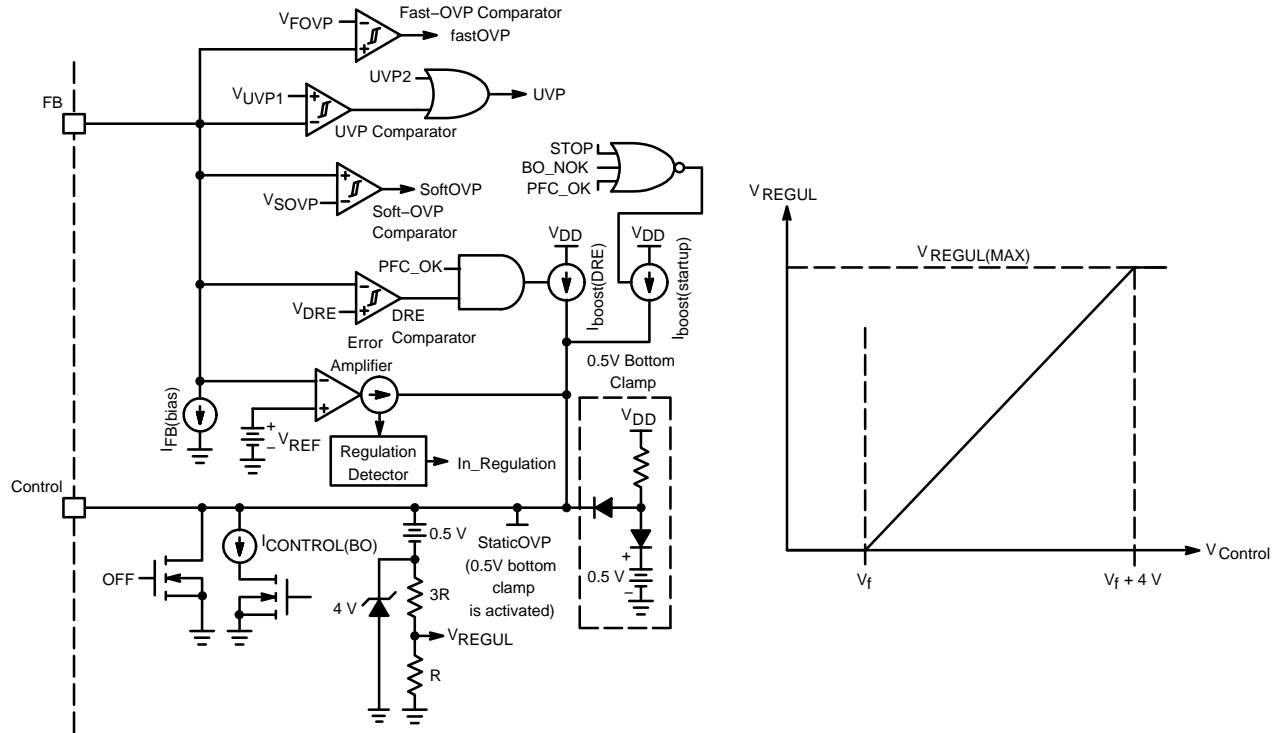 Fast–OVP Comparator
VFOVP
–
+
fastOVP
FB
UVP2
VUVP1
+
–
UVP
UVP Comparator
STOP
BO_NOK
PFC_OK
+
–
SoftOVP
VSOVP
Soft–OVP
Comparator
VDD
VDD
PFC_OK
Iboost(DRE)
Iboost(startup)
–
+
VDRE
DRE
Comparator
Error
Amplifier
0.5V Bottom
Clamp
–
+
VDD
IFB(bias)
+
–
VREF
Regulation
Detector
In_Regulation
Control
ICONTROL(BO)
0.5 V
StaticOVP
(0.5V bottom
clamp
is activated)
OFF
4 V
3R
VREGUL
R
+
0.5 V
–
V REGUL
V REGUL(MAX)
V Control
Vf
Vf + 4 V